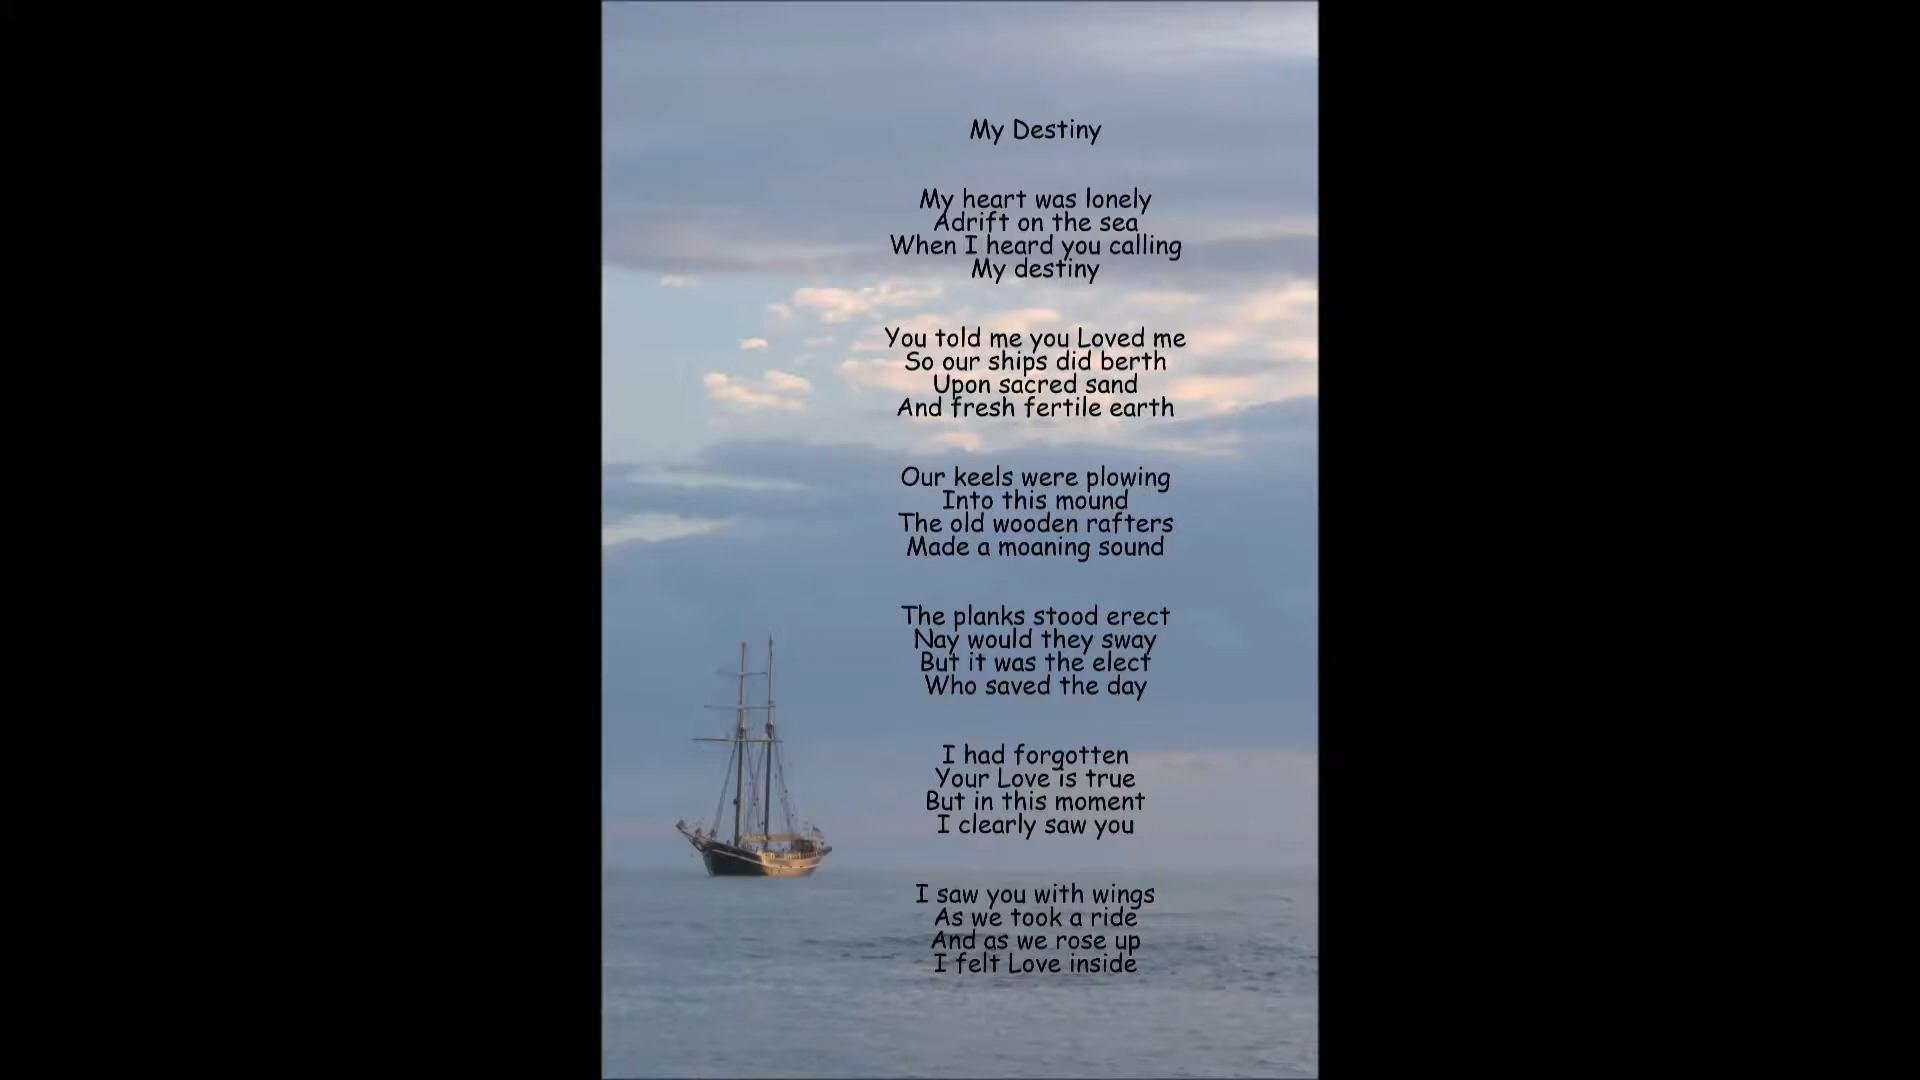 My Destiny
My heart was lonely
Adrift on the sea
When I heard you calling
My destiny
You told me you Loved me
So our ships did berth
Upon sacred sand
And fresh fertile earth
Our keels were plowing
Into this mound
The old wooden rafters
Made a moaning sound
The planks stood erect
Nay would they sway
But it was the elect
Who saved the day
I had forgotten
Your Love is true
But in this moment
I clearly saw you
I saw you with wings
As we took a ride
And as we rose up
I felt Love inside